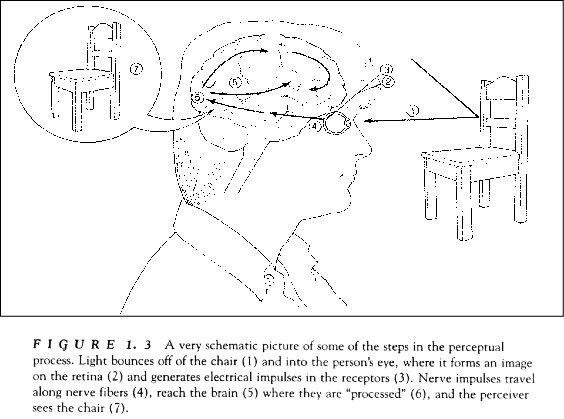 7
3
2
6
1
5
4
FIGURE 1.3 A very schematic picture of some of the steps in the perceptual
process. Light bounces off of the chair (1) and into the person's eye, where it forms an image
on the retina (2) and generates electrical impulses in the receptors (3). Nerve impulses travel
along nerve fibers (4), reach the brain (5) where they are "processed" (6), and the perceiver
sees the chair (7).